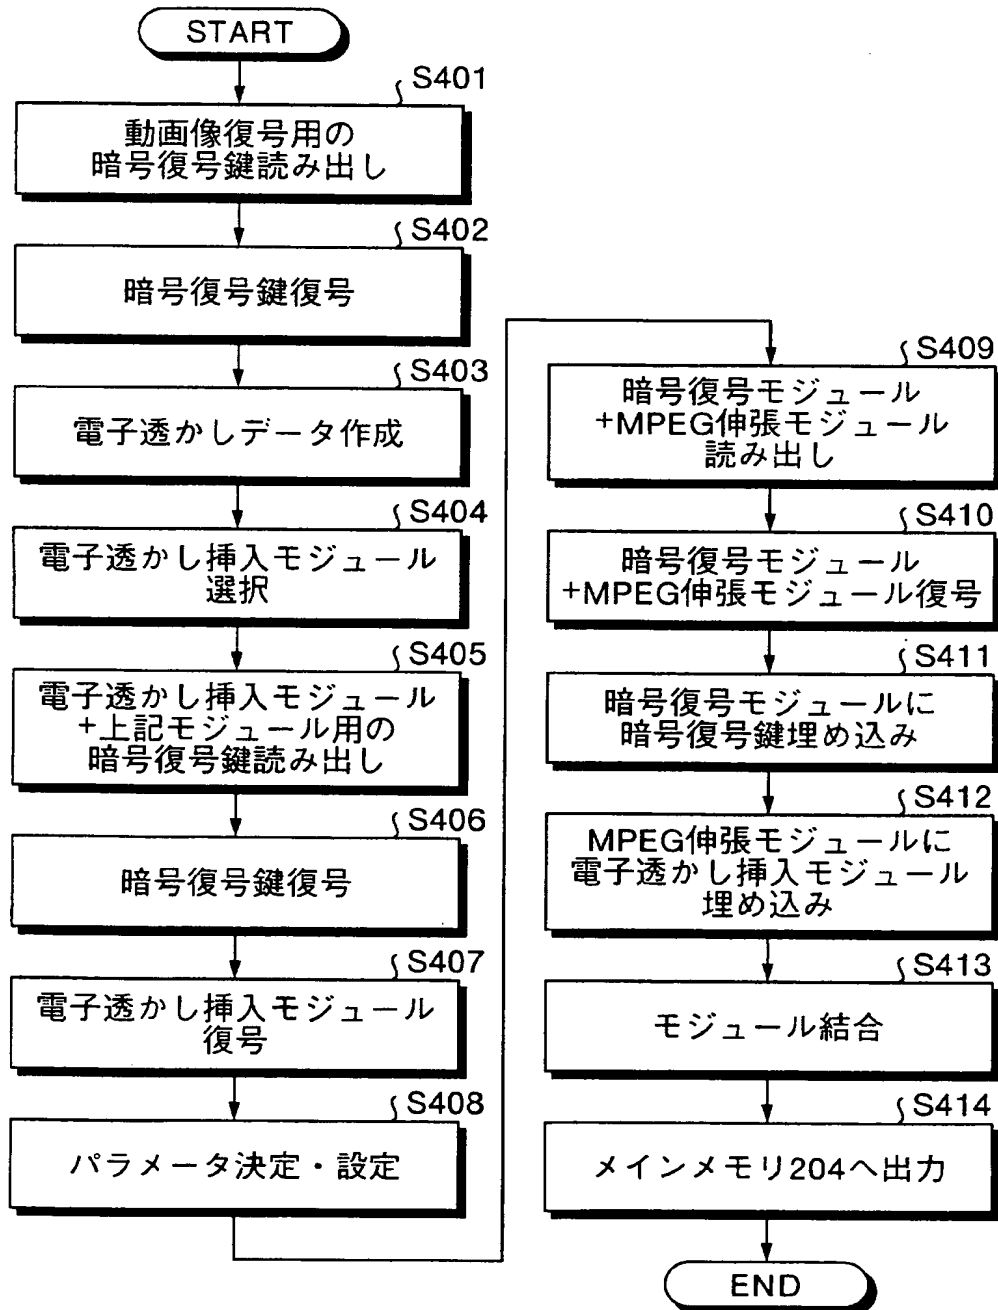 START
S401
動画像復号用の
暗号復号鍵読み出し
S402
暗号復号鍵復号
S403
電子透かしデータ作成
S404
電子透かし挿入モジュール
選択
S405
電子透かし挿入モジュール
+上記モジュール用の
暗号復号鍵読み出し
S406
暗号復号鍵復号
S407
電子透かし挿入モジュール
復号
S408
パラメータ決定・設定
S409
暗号復号モジュール
+MPEG伸張モジュール
読み出し
S410
暗号復号モジュール
+MPEG伸張モジュール復号
S411
暗号復号モジュールに
暗号復号鍵埋め込み
S412
MPEG伸張モジュールに
電子透かし挿入モジュール
埋め込み
S413
モジュール結合
S414
メインメモリ204へ出力
END